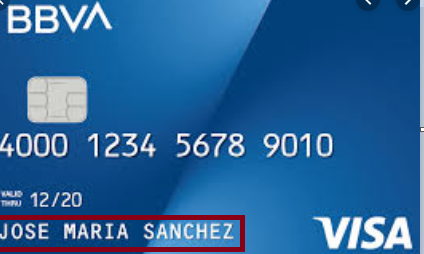 BBVA
4000 1234 5678 9010
VALID
THRU 12/20
JOSE MARIA SANCHEZ
VISA